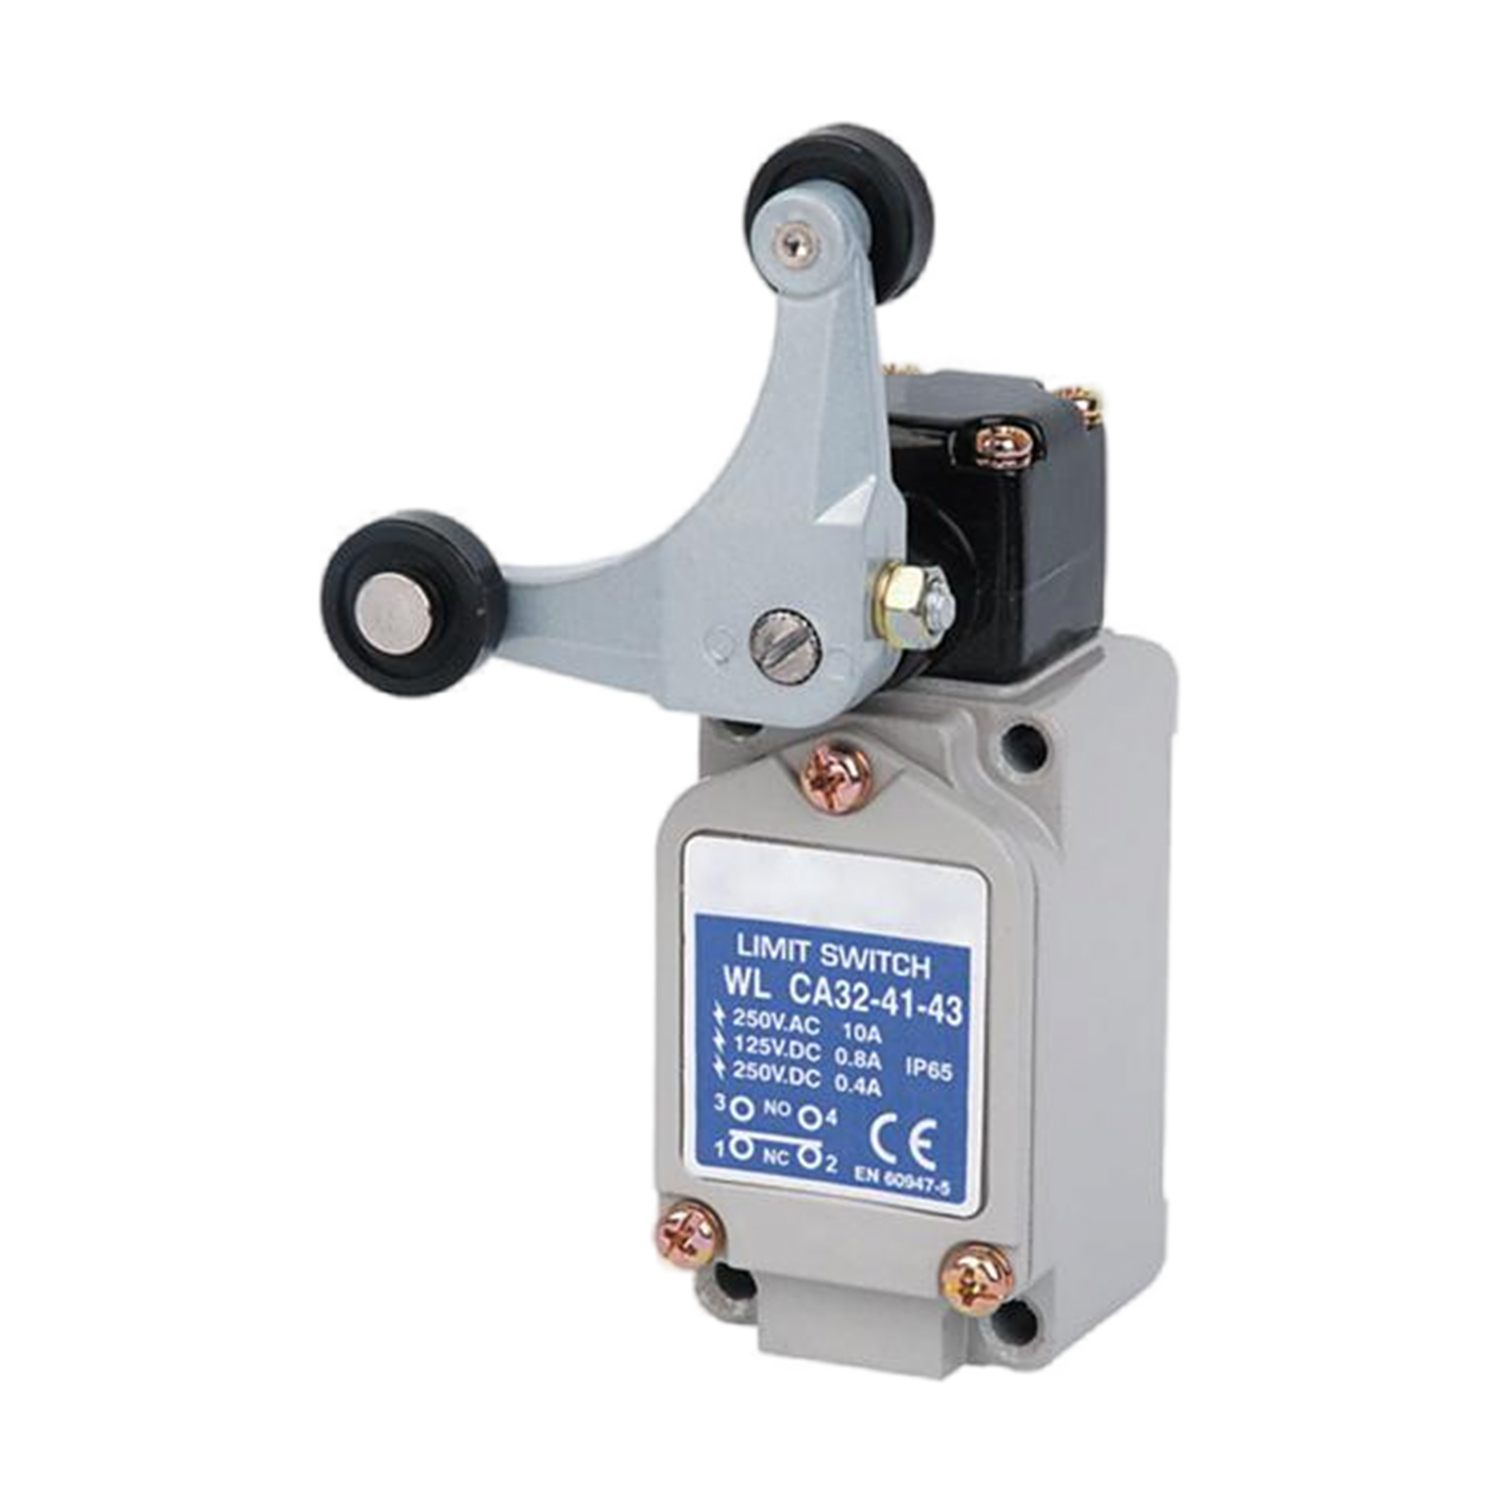 LIMIT SWITCH
WL CA32-41-43
250V.AC 10A
125V.DC 0.8A IP65
250V.DC 0.4A
3 NO 4
1 NC 2 CE
EN 60947-5